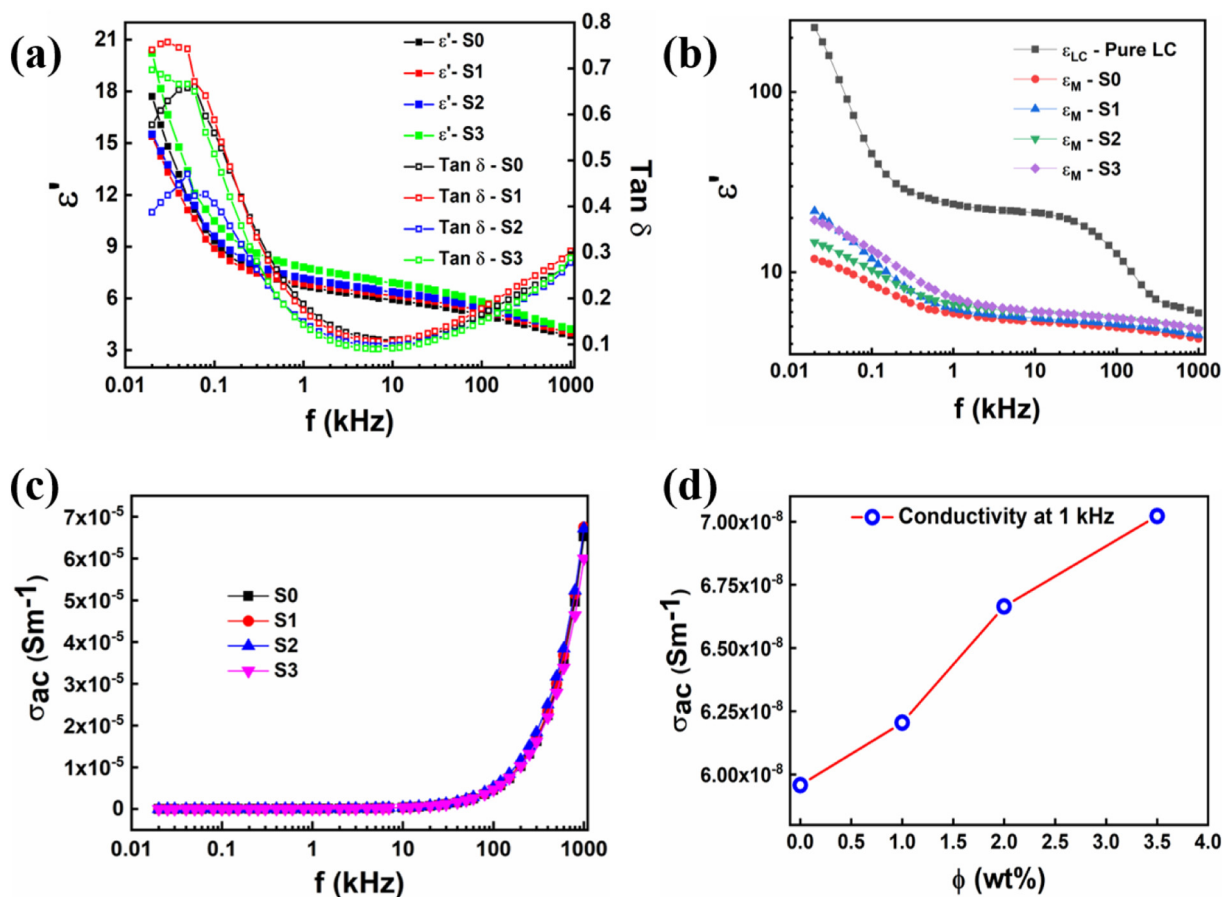 (a)
ε'
21
18
15
12
9
6
3
0.01 0.1 1 10 100 1000
f (kHz)
0.8
0.7
0.6
0.5
0.4
0.3
0.2
0.1
Tan δ
ε'- S0
ε'- S1
ε'- S2
ε'- S3
Tan δ - S0
Tan δ - S1
Tan δ - S2
Tan δ - S3
(b)
ε'
100
10
0.01 0.1 1 10 100 1000
f (kHz)
εLC - Pure LC
εM - S0
εM - S1
εM - S2
εM - S3
(c)
σac (Sm-1)
7x10-5
6x10-5
5x10-5
4x10-5
3x10-5
2x10-5
1x10-5
0
0.01 0.1 1 10 100 1000
f (kHz)
S0
S1
S2
S3
(d)
σac (Sm-1)
7.00x10-8
6.75x10-8
6.50x10-8
6.25x10-8
6.00x10-8
0.0 0.5 1.0 1.5 2.0 2.5 3.0 3.5 4.0
ϕ (wt%)
Conductivity at 1 kHz